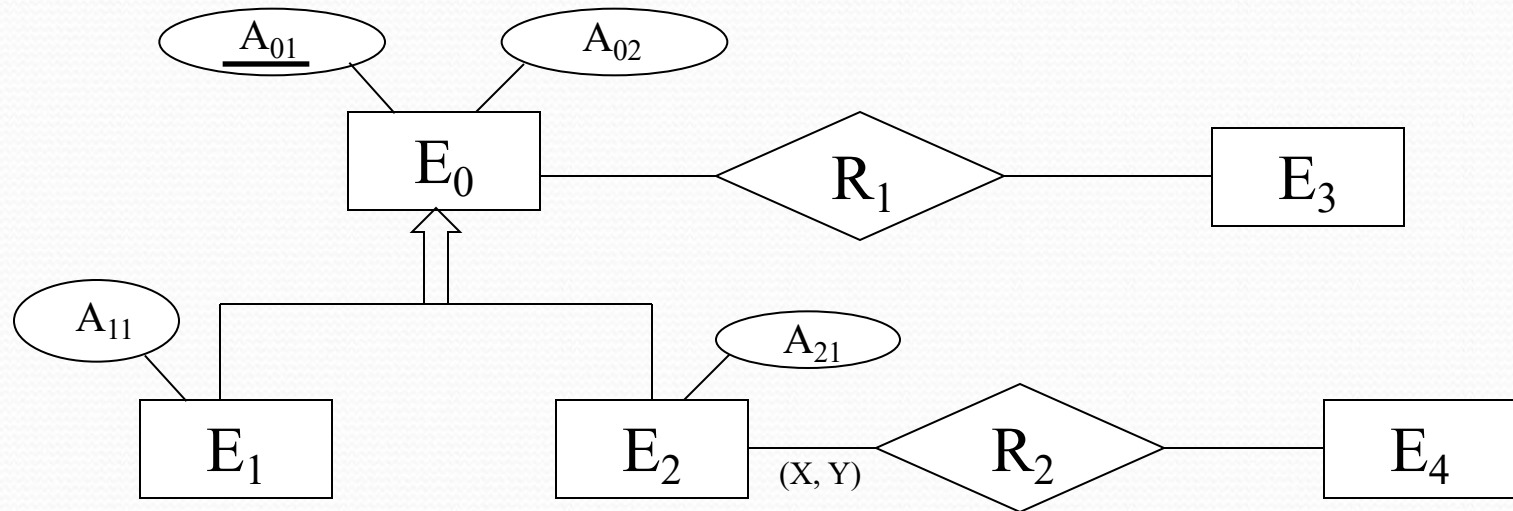 A₀₁
A₀₂
E₀
R₁
E₃
A₁₁
A₂₁
E₁
E₂
(X, Y)
R₂
E₄